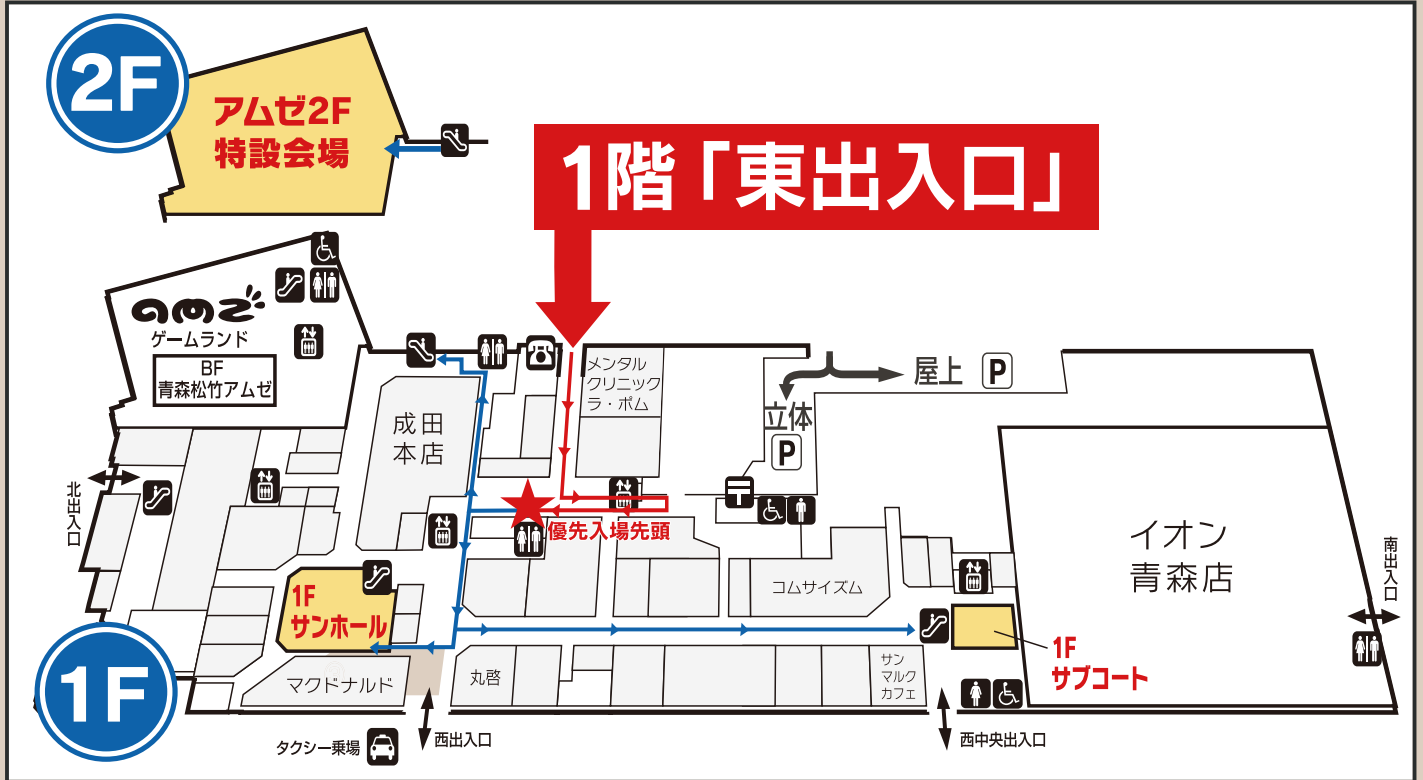 2F
アムゼ2F
特設会場
1階「東出入口」
amz
ゲームランド
BF
青森松竹アムゼ
メンタル
クリニック
ラ・ポム
屋上
P
立体
P
成田
本店
北出入口
優先入場先頭
イオン
青森店
コムサイズム
南出入口
1F
サンホール
1F
サブコート
1F
マクドナルド
丸啓
サン
マルク
カフェ
タクシー乗場
西出入口
西中央出入口